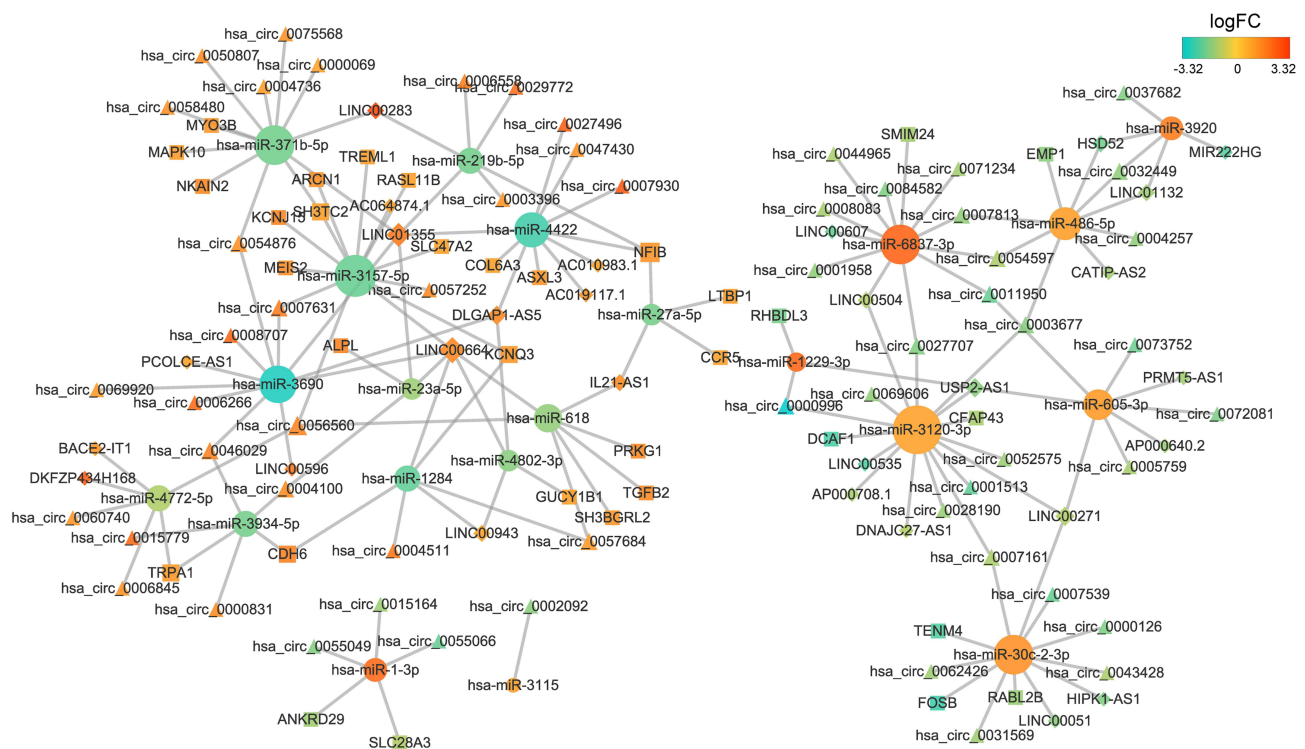 logFC
-3.32 0 3.32
hsa_circ_0075568
hsa_circ_0050807
hsa_circ_0000069
hsa_circ_0004736
hsa_circ_0058480
MYO3B
MAPK10
hsa-miR-371b-5p
NKAIN2
LINC00283
hsa_circ_0006558
hsa_circ_0029772
hsa_circ_0027496
hsa_circ_0047430
hsa_circ_0007930
hsa-miR-219b-5p
TREML1
ARCN1
RASL11B
hsa_circ_0003396
AC064874.1
SH3TC2
KCNJ15
LINC01355
hsa-miR-4422
SLC47A2
hsa_circ_0054876
MEIS2
hsa-miR-3157-5p
COL6A3
ASXL3
AC010983.1
NFIB
hsa_circ_0057252
AC019117.1
LTBP1
hsa_circ_0007631
DLGAP1-AS5
hsa-miR-27a-5p
hsa_circ_0008707
ALPL
LINC00664
KCNQ3
CCR5
PCOLCE-AS1
hsa-miR-3690
hsa-miR-23a-5p
IL21-AS1
hsa_circ_0069920
hsa_circ_0006266
hsa_circ_0056560
hsa-miR-618
BACE2-IT1
hsa_circ_0046029
PRKG1
LINC00596
hsa-miR-4802-3p
DKFZP434H168
hsa-miR-4772-5p
hsa_circ_0004100
hsa-miR-1284
GUCY1B1
TGFB2
hsa_circ_0060740
hsa-miR-3934-5p
SH3BGRL2
hsa_circ_0015779
LINC00943
hsa_circ_0057684
CDH6
hsa_circ_0004511
TRPA1
hsa_circ_0006845
hsa_circ_0000831
hsa_circ_0015164
hsa_circ_0002092
hsa_circ_0055049
hsa_circ_0055066
hsa-miR-1-3p
hsa-miR-3115
ANKRD29
SLC28A3
hsa_circ_0037682
hsa-miR-3920
SMIM24
HSD52
MIR222HG
EMP1
hsa_circ_0044965
hsa_circ_0071234
hsa_circ_0032449
hsa_circ_0084582
LINC01132
hsa_circ_0008083
hsa_circ_0007813
hsa-miR-486-5p
LINC00607
hsa-miR-6837-3p
hsa_circ_0004257
hsa_circ_0054597
hsa_circ_0001958
CATIP-AS2
LINC00504
hsa_circ_0011950
RHBDL3
hsa_circ_0003677
hsa_circ_0027707
hsa_circ_0073752
hsa-miR-1229-3p
PRMT5-AS1
USP2-AS1
hsa_circ_0069606
hsa_circ_0000996
hsa-miR-605-3p
hsa_circ_0072081
CFAP43
hsa-miR-3120-3p
DCAF1
AP000640.2
LINC00535
hsa_circ_0052575
hsa_circ_0005759
AP000708.1
hsa_circ_0001513
hsa_circ_0028190
LINC00271
DNAJC27-AS1
hsa_circ_0007161
hsa_circ_0007539
TENM4
hsa_circ_0000126
hsa-miR-30c-2-3p
hsa_circ_0062426
hsa_circ_0043428
FOSB
RABL2B
HIPK1-AS1
LINC00051
hsa_circ_0031569